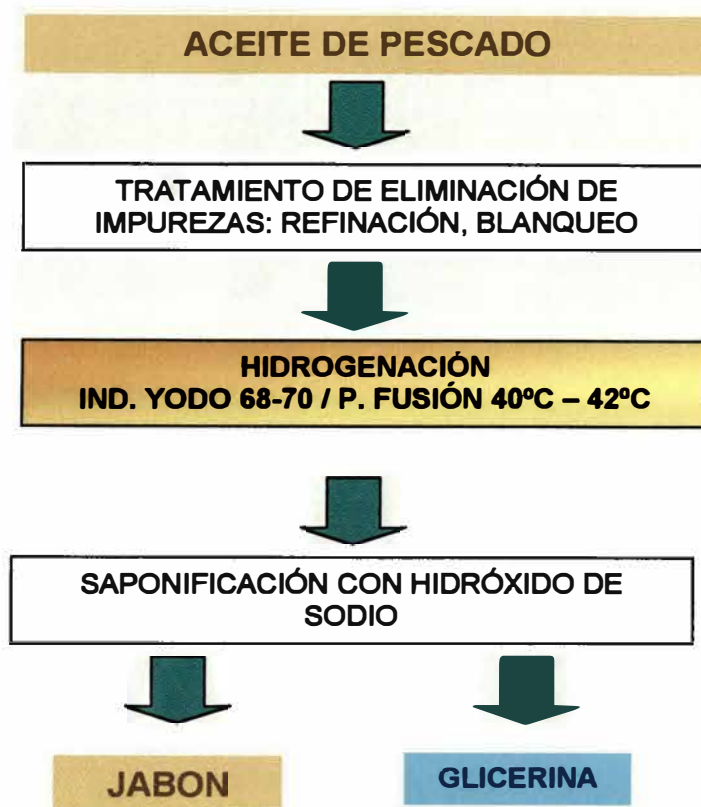 ACEITE DE PESCADO
TRATAMIENTO DE ELIMINACIÓN DE
IMPUREZAS: REFINACIÓN, BLANQUEO
HIDROGENACIÓN
IND. YODO 68-70 / P. FUSIÓN 40ºC – 42ºC
SAPONIFICACIÓN CON HIDRÓXIDO DE
SODIO
JABON
GLICERINA